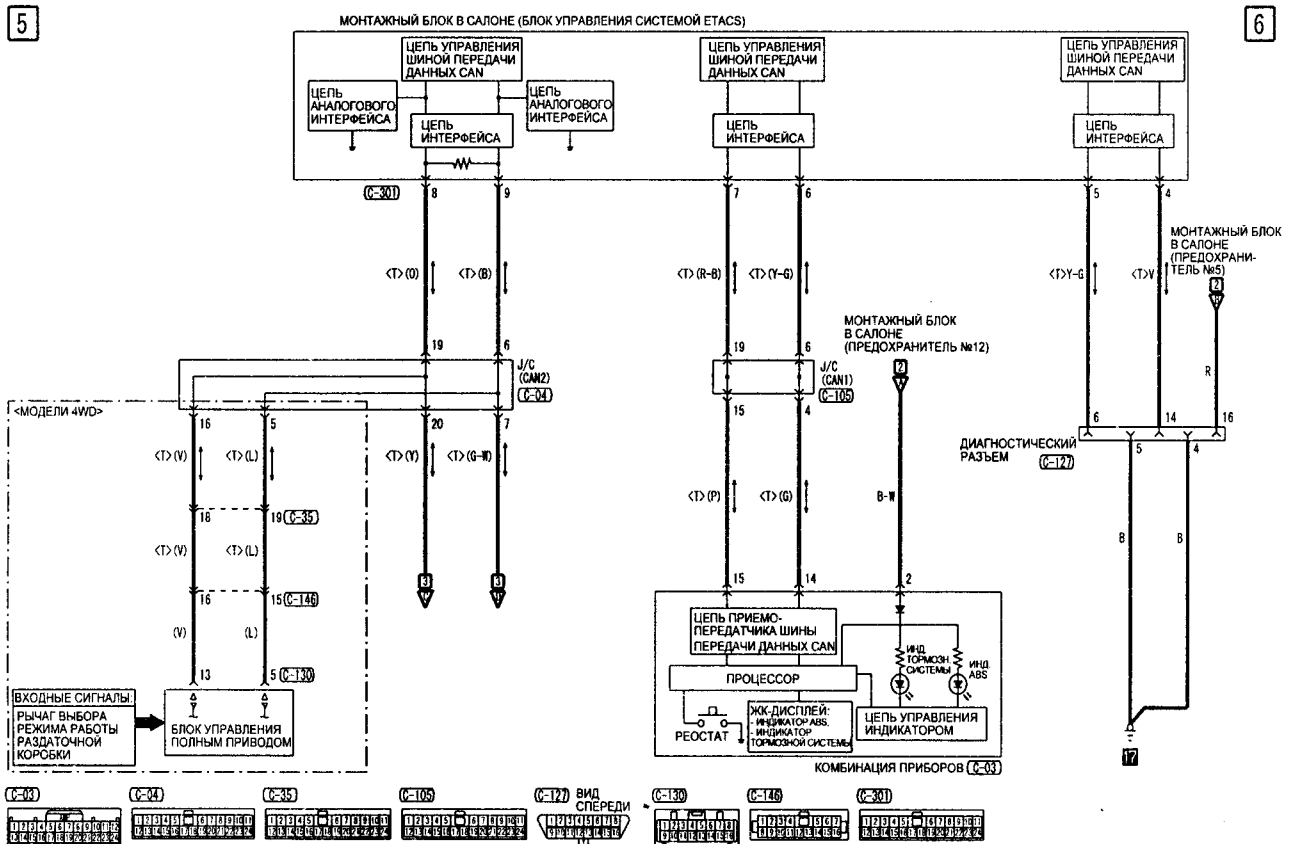 5
МОНТАЖНЫЙ БЛОК В САЛОНЕ (БЛОК УПРАВЛЕНИЯ СИСТЕМОЙ ETACS)
6
ЦЕПЬ УПРАВЛЕНИЯ
ШИНОЙ ПЕРЕДАЧИ
ДАННЫХ CAN
ЦЕПЬ УПРАВЛЕНИЯ
ШИНОЙ ПЕРЕДАЧИ
ДАННЫХ CAN
ЦЕПЬ УПРАВЛЕНИЯ
ШИНОЙ ПЕРЕДАЧИ
ДАННЫХ CAN
ЦЕПЬ
АНАЛОГОВОГО
ИНТЕРФЕЙСА
ЦЕПЬ
АНАЛОГОВОГО
ИНТЕРФЕЙСА
ЦЕПЬ
ИНТЕРФЕЙСА
ЦЕПЬ
ИНТЕРФЕЙСА
ЦЕПЬ
ИНТЕРФЕЙСА
C-301 8 9 7 6 5 4
МОНТАЖНЫЙ БЛОК
В САЛОНЕ
(ПРЕДОХРАНИ-
ТЕЛЬ №5)
2
<T>(O) <T>(B) <T>(R-B) <T>(Y-G) <T>Y-G <T>V
МОНТАЖНЫЙ БЛОК
В САЛОНЕ
(ПРЕДОХРАНИТЕЛЬ №12)
2
19 6 19 6
J/C
(CAN2)
C-04
J/C
(CAN1)
C-105
R
<МОДЕЛИ 4WD>
16 5 20 7 15 4
6 14 16
ДИАГНОСТИЧЕСКИЙ
РАЗЪЕМ
C-127
5 4
<T>(V) <T>(L) <T>(Y) <T>(G-W)
<T>(P) <T>(G) B-W
18 19 C-35
B B
<T>(V) <T>(L)
16 15 C-146
3 3
15 14 2
(V) (L)
13 5 C-130
ЦЕПЬ ПРИЕМО-
ПЕРЕДАТЧИКА ШИНЫ
ПЕРЕДАЧИ ДАННЫХ CAN
ИНД.
ТОРМОЗН.
СИСТЕМЫ
ИНД.
ABS
ПРОЦЕССОР
ВХОДНЫЕ СИГНАЛЫ:
РЫЧАГ ВЫБОРА
РЕЖИМА РАБОТЫ
РАЗДАТОЧНОЙ
КОРОБКИ
БЛОК УПРАВЛЕНИЯ
ПОЛНЫМ ПРИВОДОМ
РЕОСТАТ
ЖК-ДИСПЛЕЙ:
- ИНДИКАТОР ABS.
- ИНДИКАТОР
ТОРМОЗНОЙ СИСТЕМЫ
ЦЕПЬ УПРАВЛЕНИЯ
ИНДИКАТОРОМ
17
КОМБИНАЦИЯ ПРИБОРОВ C-03
C-03 C-04 C-35 C-105 C-127 ВИД
СПЕРЕДИ
C-130 C-146 C-301